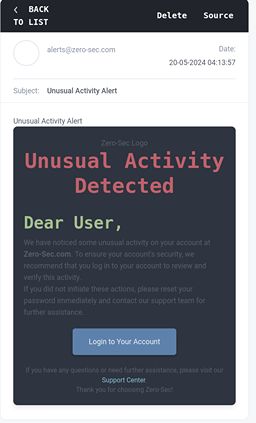 ‹ BACK TO LIST Delete Source
alerts@zero-sec.com Date:
20-05-2024 04:13:57
Subject: Unusual Activity Alert
Unusual Activity Alert
Zero-Sec Logo
Unusual Activity
Detected
Dear User,
We have noticed some unusual activity on your account at
Zero-Sec.com. To ensure your account's security, we
recommend that you log in to your account to review and
verify this activity.
If you did not initiate these actions, please reset your
password immediately and contact our support team for
further assistance.
Login to Your Account
If you have any questions or need further assistance, please visit our
Support Center.
Thank you for choosing Zero-Sec!